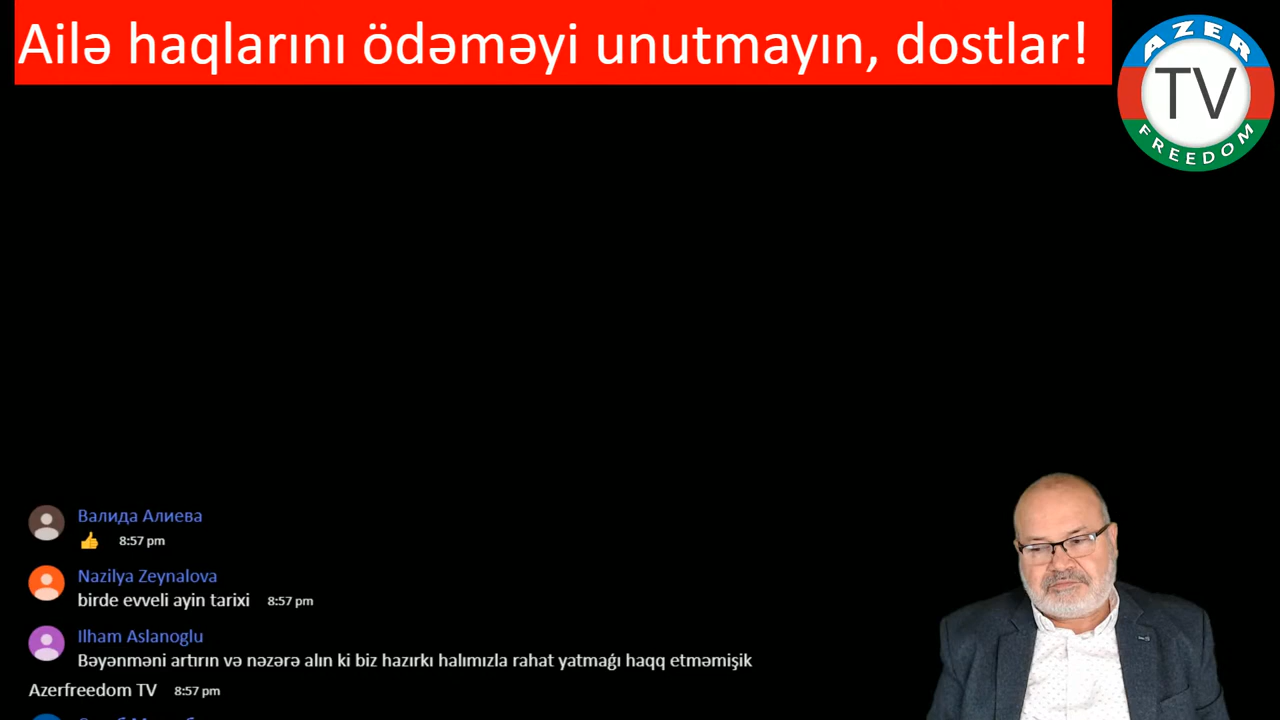 Ailə haqlarını ödəməyi unutmayın, dostlar!
AZER
TV
FREEDOM
Валида Алиева
👍 8:57 pm
Nazilya Zeynalova
birde evveli ayin tarixi 8:57 pm
Ilham Aslanoglu
Bəyənməni artırın və nəzərə alın ki biz hazırkı halımızla rahat yatmaǵı haqq etməmişik
Azerfreedom TV 8:57 pm